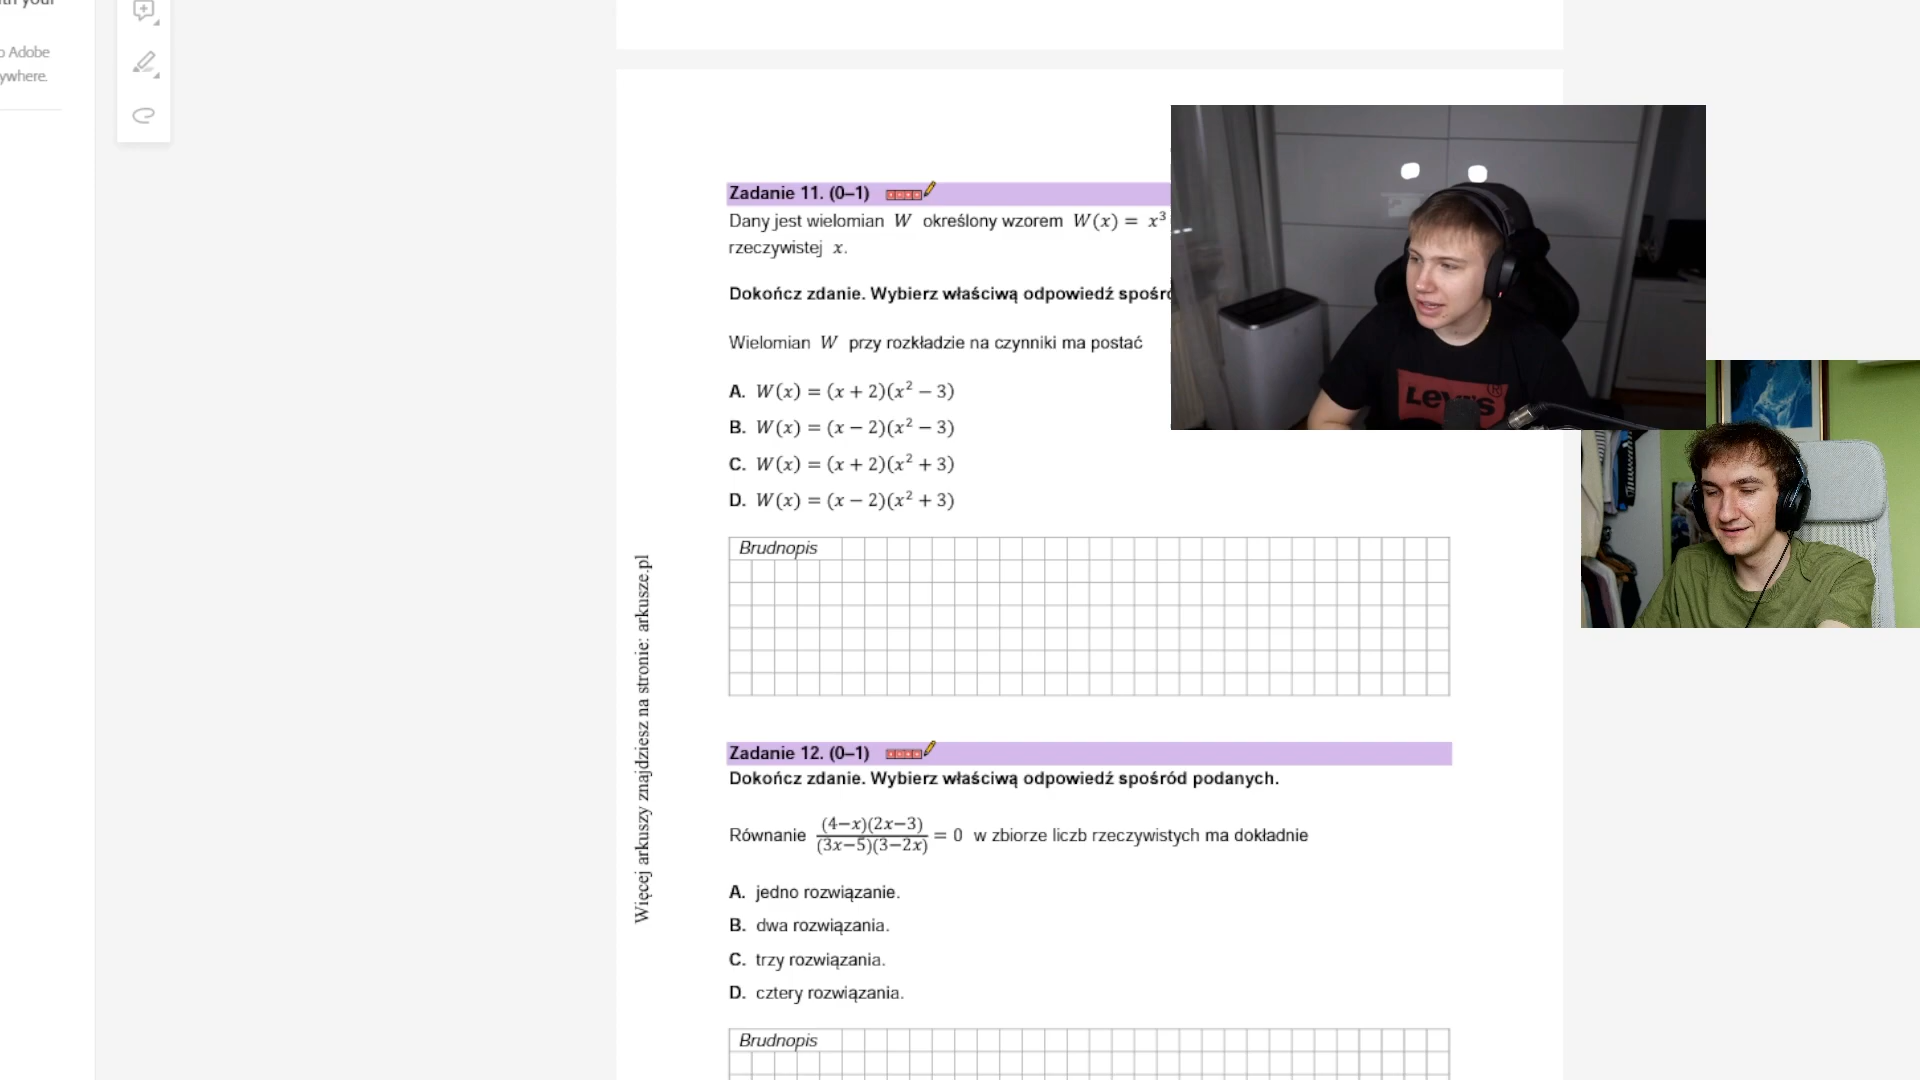 o Adobe
ywhere.
Zadanie 11. (0–1)
Dany jest wielomian W określony wzorem W(x) = x³
rzeczywistej x.
Dokończ zdanie. Wybierz właściwą odpowiedź spośró
Wielomian W przy rozkładzie na czynniki ma postać
A. W(x) = (x + 2)(x² − 3)
B. W(x) = (x − 2)(x² − 3)
C. W(x) = (x + 2)(x² + 3)
D. W(x) = (x − 2)(x² + 3)
Brudnopis
Więcej arkuszy znajdziesz na stronie: arkusze.pl
Zadanie 12. (0–1)
Dokończ zdanie. Wybierz właściwą odpowiedź spośród podanych.
Równanie (4−x)(2x−3)/(3x−5)(3−2x) = 0 w zbiorze liczb rzeczywistych ma dokładnie
A. jedno rozwiązanie.
B. dwa rozwiązania.
C. trzy rozwiązania.
D. cztery rozwiązania.
Brudnopis
Levi's